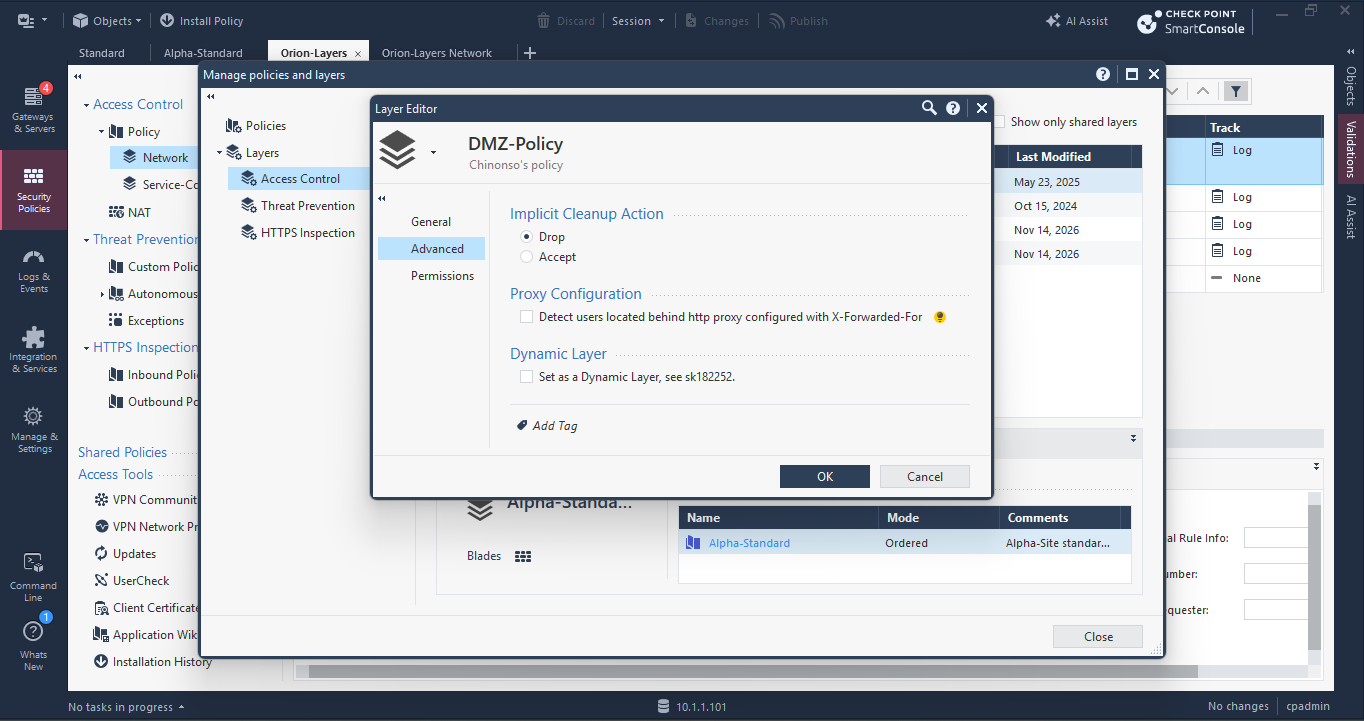 Objects
Install Policy
Discard
Session
Changes
Publish
AI Assist
CHECK POINT
SmartConsole
Standard
Alpha-Standard
Orion-Layers
Orion-Layers Network
4
Gateways
& Servers
Security
Policies
Logs &
Events
Integration
& Services
Manage &
Settings
Command
Line
1
Whats
New
Access Control
Policy
Network
Service-Co
NAT
Threat Prevention
Custom Polic
Autonomous
Exceptions
HTTPS Inspection
Inbound Poli
Outbound Po
Shared Policies
Access Tools
VPN Communit
VPN Network Pr
Updates
UserCheck
Client Certificate
Application Wik
Installation History
Manage policies and layers
Policies
Layers
Access Control
Threat Prevention
HTTPS Inspection
Show only shared layers
Last Modified
May 23, 2025
Oct 15, 2024
Nov 14, 2026
Nov 14, 2026
Layer Editor
DMZ-Policy
Chinonso's policy
General
Advanced
Permissions
Implicit Cleanup Action
Drop
Accept
Proxy Configuration
Detect users located behind http proxy configured with X-Forwarded-For
Dynamic Layer
Set as a Dynamic Layer, see sk182252.
Add Tag
OK
Cancel
Alpha-Standa...
Blades
Name Mode Comments
Alpha-Standard Ordered Alpha-Site standar...
Close
Track
Log
Log
Log
Log
None
al Rule Info:
umber:
quester:
Objects
Validations
AI Assist
No tasks in progress
10.1.1.101
No changes
cpadmin